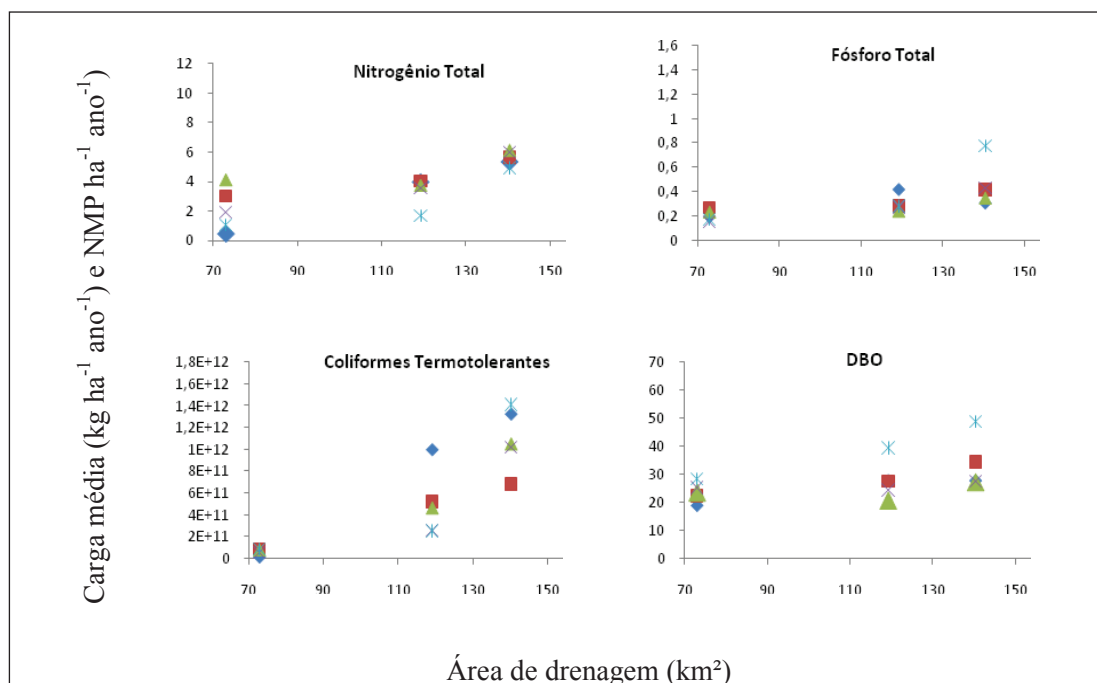 Carga média (kg ha⁻¹ ano⁻¹) e NMP ha⁻¹ ano⁻¹)
Nitrogênio Total
12
10
8
6
4
2
0
70 90 110 130 150
Fósforo Total
1,6
1,4
1,2
1
0,8
0,6
0,4
0,2
0
70 90 110 130 150
Coliformes Termotolerantes
1,8E+12
1,6E+12
1,4E+12
1,2E+12
1E+12
8E+11
6E+11
4E+11
2E+11
0
70 90 110 130 150
DBO
70
60
50
40
30
20
10
0
70 90 110 130 150
Área de drenagem (km²)